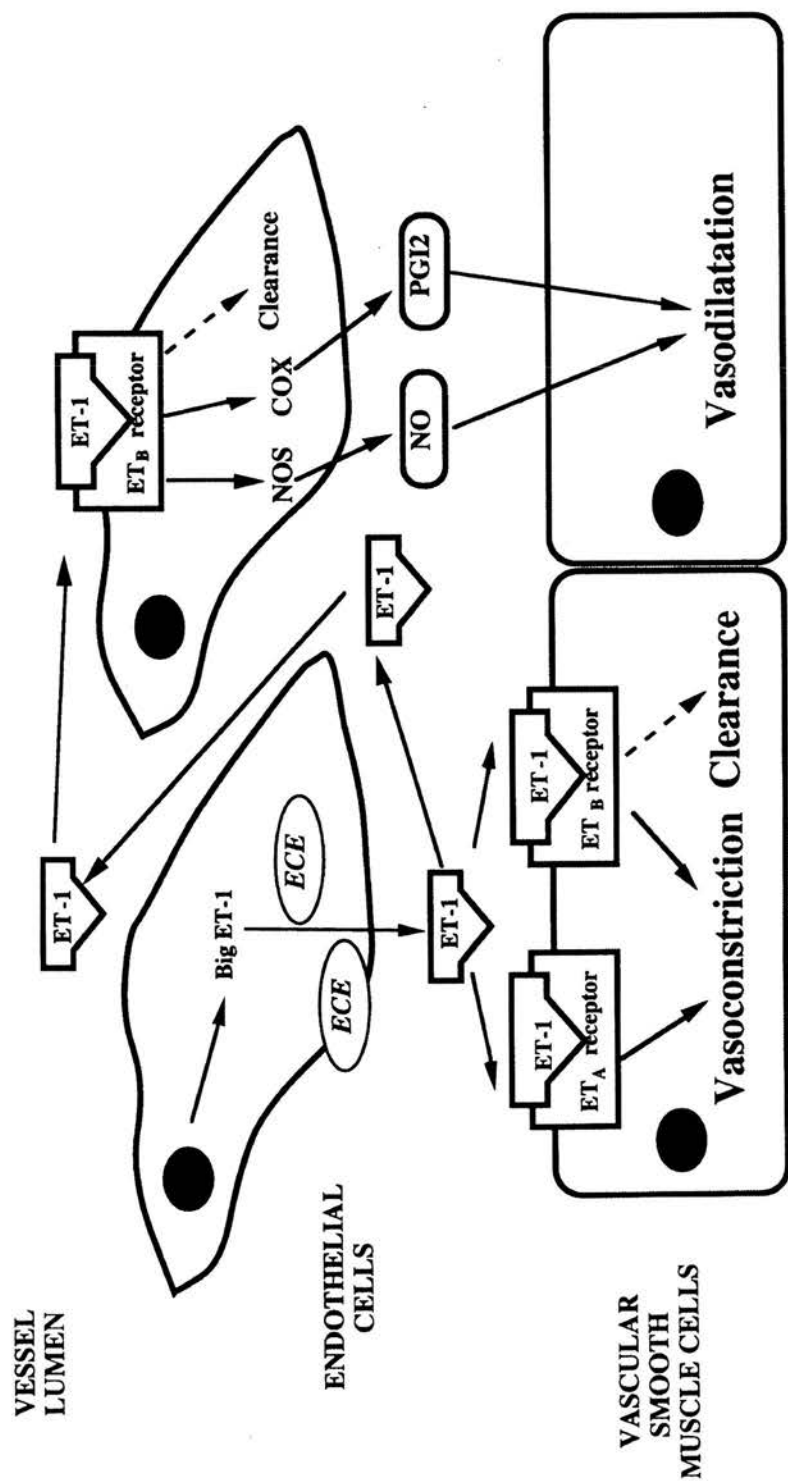 VESSEL
LUMEN
ET-1
ET-1
ETB receptor
NOS
COX
Clearance
Big ET-1
ECE
ECE
ENDOTHELIAL
CELLS
ET-1
ET-1
NO
PGI2
ET-1
ETA receptor
ET-1
ETB receptor
VASCULAR
SMOOTH
MUSCLE CELLS
Vasoconstriction
Clearance
Vasodilatation